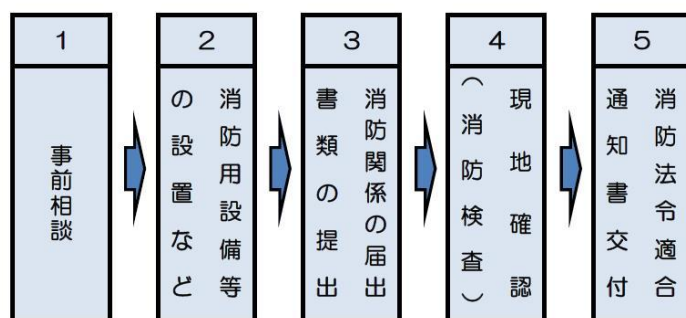 1
事前相談
2
消防用設備等
の設置など
3
消防関係の届出
書類の提出
4
現地確認
（消防検査）
5
消防法令適合
通知書交付